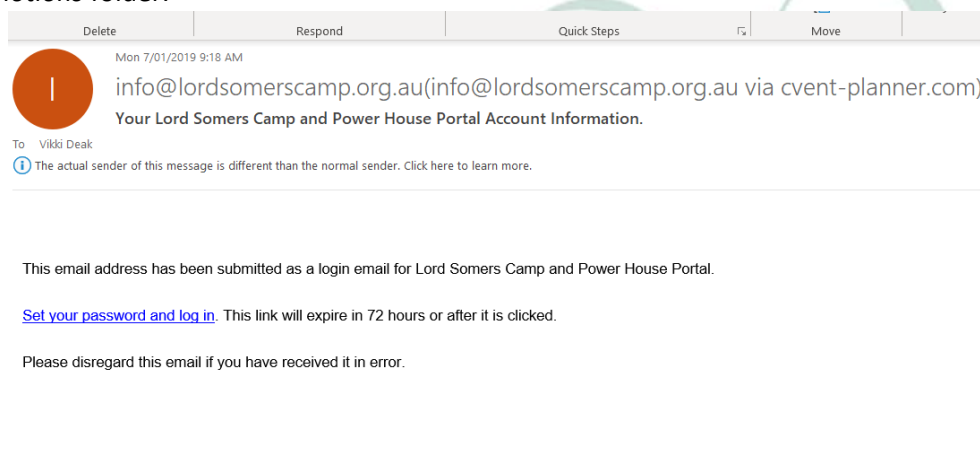 Delete Respond Quick Steps Move
Mon 7/01/2019 9:18 AM
I
info@lordsomerscamp.org.au(info@lordsomerscamp.org.au via cvent-planner.com)
Your Lord Somers Camp and Power House Portal Account Information.
To Vikki Deak
The actual sender of this message is different than the normal sender. Click here to learn more.
This email address has been submitted as a login email for Lord Somers Camp and Power House Portal.
Set your password and log in. This link will expire in 72 hours or after it is clicked.
Please disregard this email if you have received it in error.